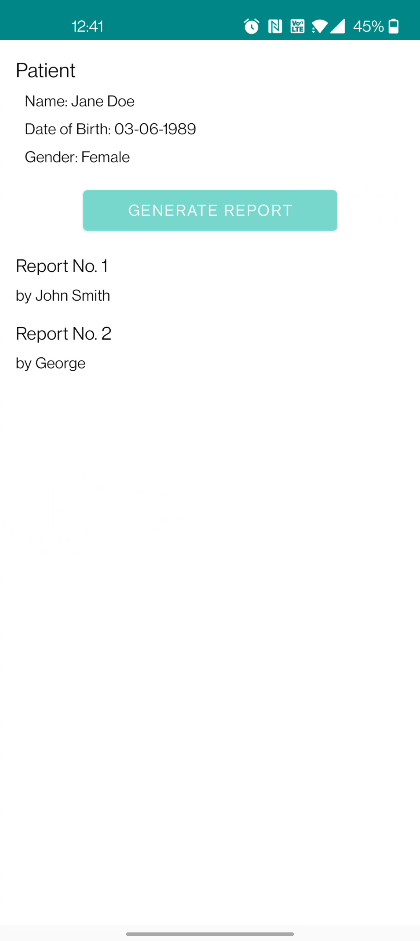 12:41 45%
Patient
Name: Jane Doe
Date of Birth: 03-06-1989
Gender: Female
GENERATE REPORT
Report No. 1
by John Smith
Report No. 2
by George